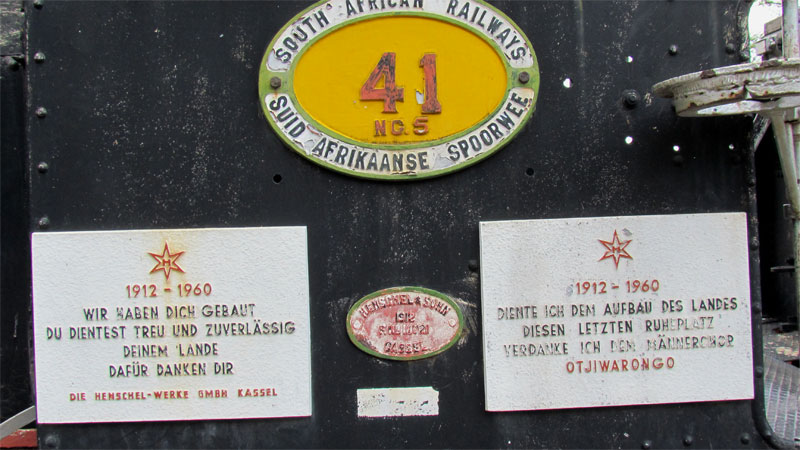 SOUTH AFRICAN RAILWAYS
41
NG.5
SUID AFRIKAANSE SPOORWEË
H
1912 - 1960
WIR HABEN DICH GEBAUT
DU DIENTEST TREU UND ZUVERLÄSSIG
DEINEM LANDE
DAFÜR DANKEN DIR
DIE HENSCHEL-WERKE GMBH KASSEL
HENSCHEL & SOHN
1912
CASSEL
H
1912 - 1960
DIENTE ICH DEM AUFBAU DES LANDES
DIESEN LETZTEN RUHEPLATZ
VERDANKE ICH DEM MÄNNERCHOR
OTJIWARONGO